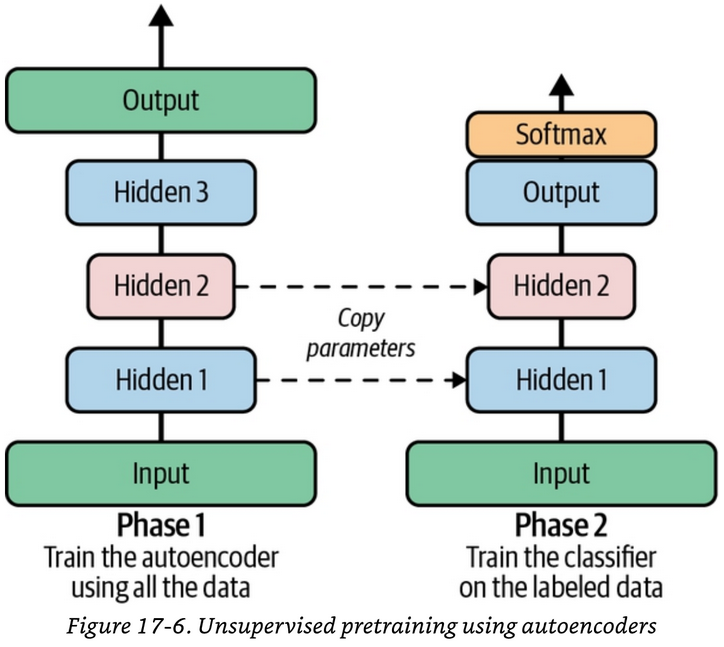 Output
Hidden 3
Hidden 2
Hidden 1
Input
Phase 1
Train the autoencoder
using all the data
Copy
parameters
Softmax
Output
Hidden 2
Hidden 1
Input
Phase 2
Train the classifier
on the labeled data
Figure 17-6. Unsupervised pretraining using autoencoders